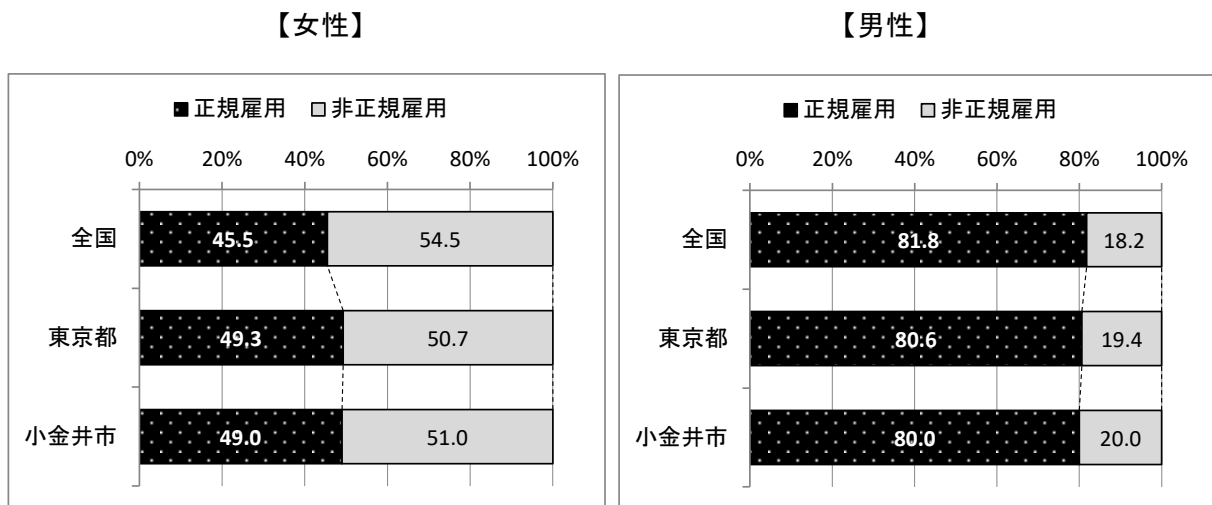 【女性】
正規雇用 非正規雇用
0% 20% 40% 60% 80% 100%
全国 45.5 54.5
東京都 49.3 50.7
小金井市 49.0 51.0
【男性】
正規雇用 非正規雇用
0% 20% 40% 60% 80% 100%
全国 81.8 18.2
東京都 80.6 19.4
小金井市 80.0 20.0